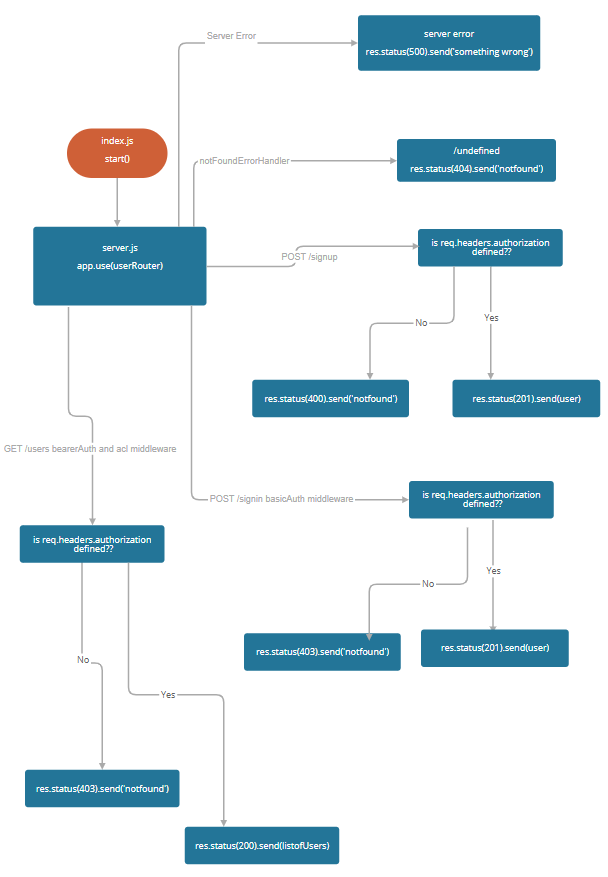 Server Error
server error
res.status(500).send('something wrong')
index.js
start()
notFoundErrorHandler
/undefined
res.status(404).send('notfound')
server.js
app.use(userRouter)
POST /signup
is req.headers.authorization
defined??
No
Yes
res.status(400).send('notfound')
res.status(201).send(user)
GET /users bearerAuth and acl middleware
POST /signin basicAuth middleware
is req.headers.authorization
defined??
is req.headers.authorization
defined??
No
Yes
res.status(403).send('notfound')
res.status(201).send(user)
No
Yes
res.status(403).send('notfound')
res.status(200).send(listofUsers)